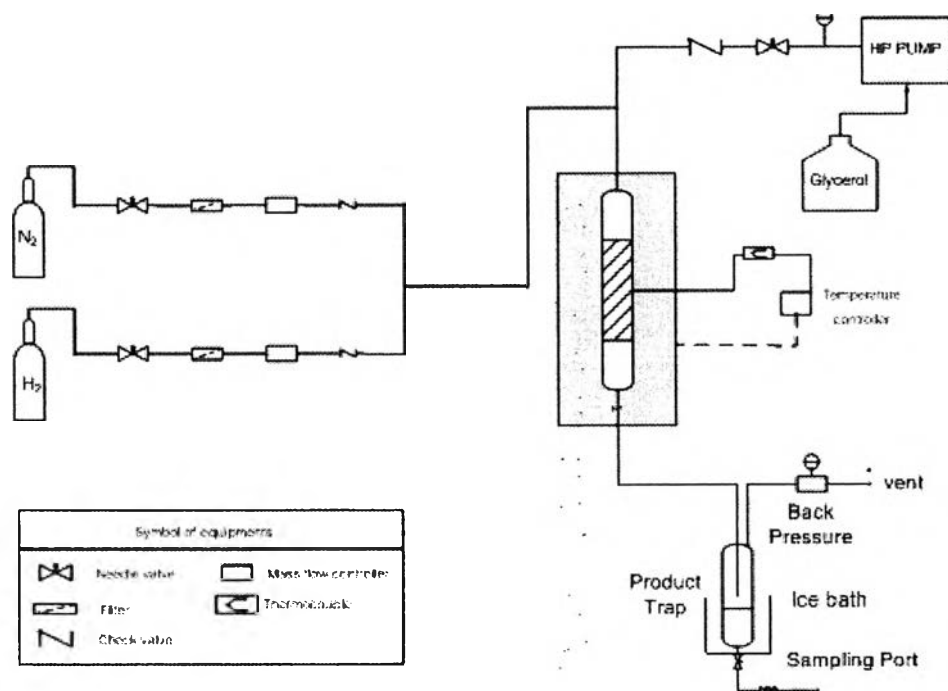 HP PUMP
Glycerol
N2
H2
Temperature
controller
vent
Back
Pressure
Product
Trap
Ice bath
Sampling Port
Symbol of equipments
Needle valve
Mass flow controller
Filter
Thermocouple
Check valve